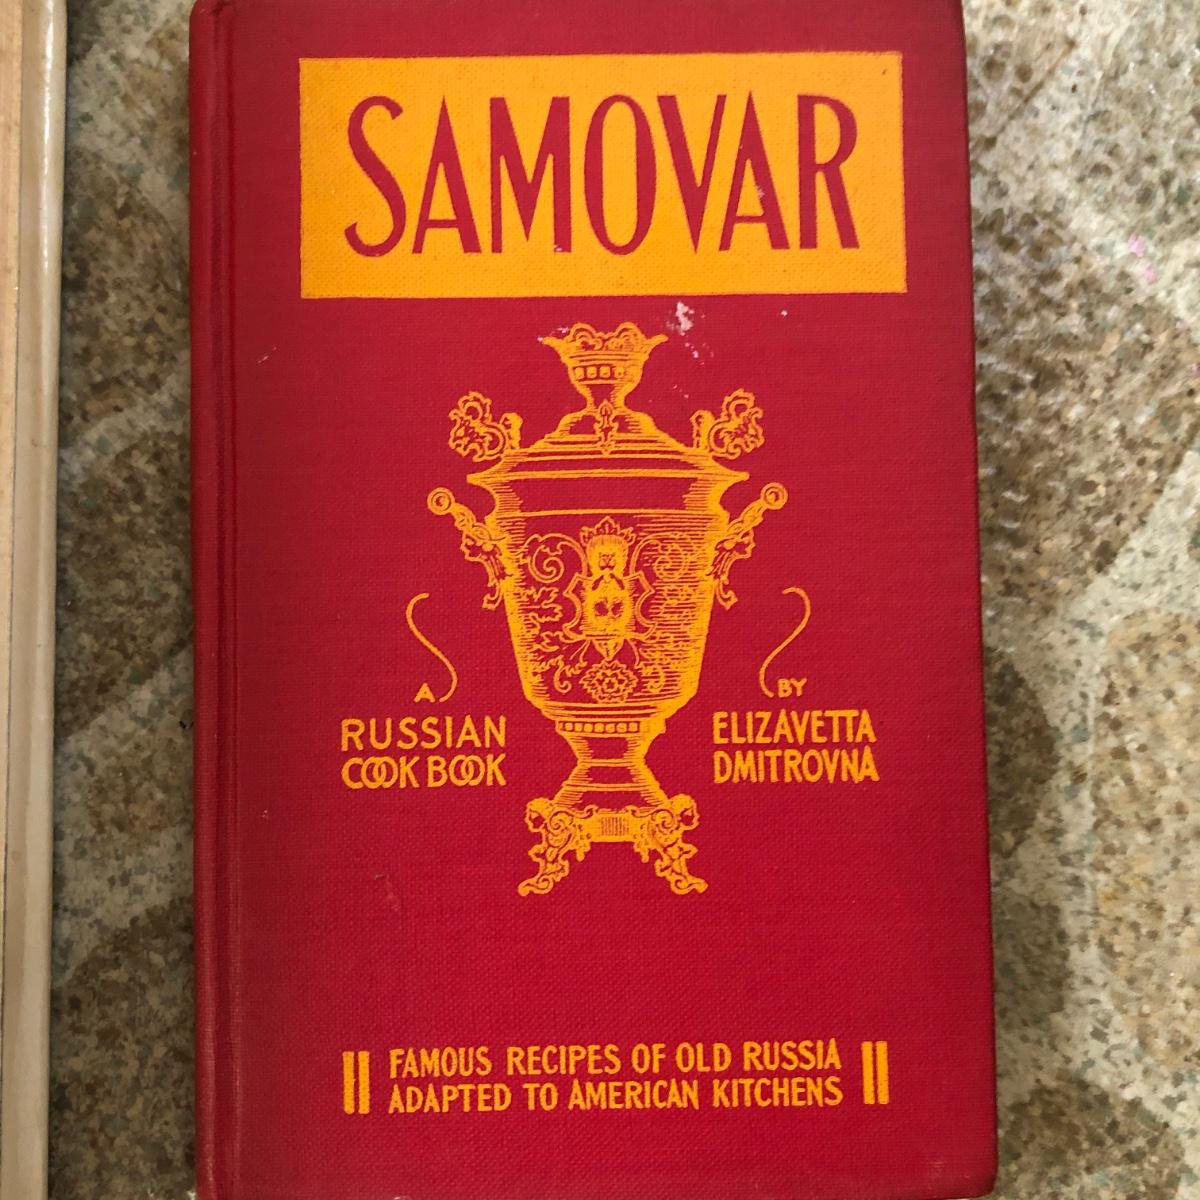 SAMOVAR
A
RUSSIAN
COOK BOOK
BY
ELIZAVETTA
DMITROVNA
FAMOUS RECIPES OF OLD RUSSIA
ADAPTED TO AMERICAN KITCHENS